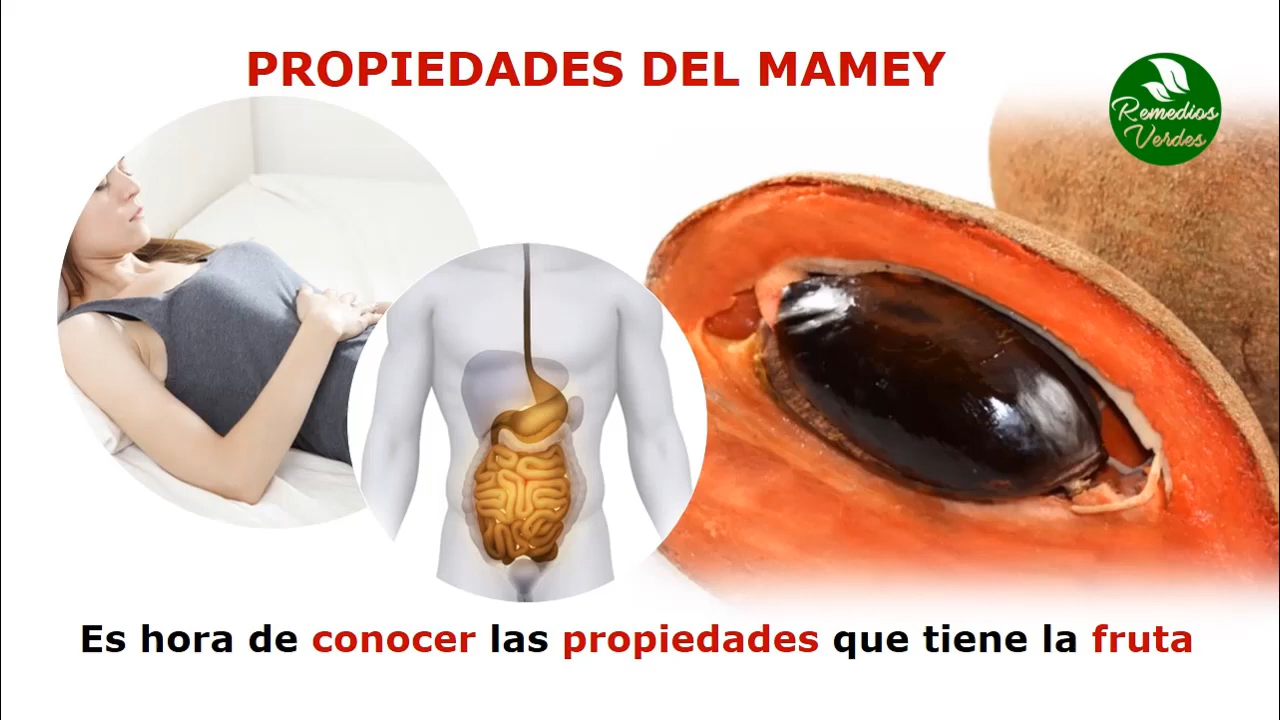 PROPIEDADES DEL MAMEY
Remedios
Verdes
Es hora de conocer las propiedades que tiene la fruta